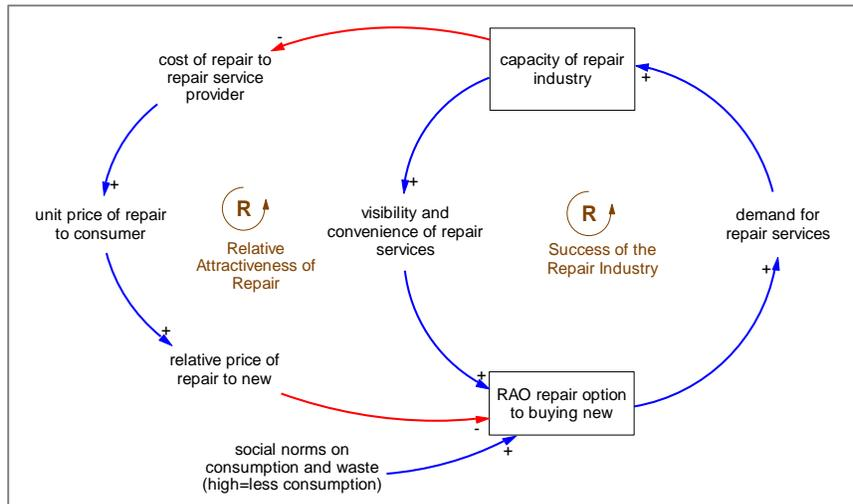 -
cost of repair to
repair service
provider
capacity of repair
industry
+
+
+
unit price of repair
to consumer
R
Relative
Attractiveness of
Repair
visibility and
convenience of repair
services
R
Success of the
Repair Industry
demand for
repair services
+
+
relative price of
repair to new
+
RAO repair option
to buying new
-
+
social norms on
consumption and waste
(high=less consumption)